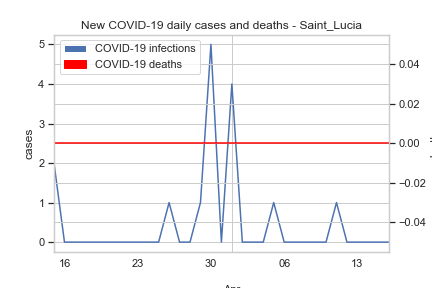 New COVID-19 daily cases and deaths - Saint_Lucia
COVID-19 infections
COVID-19 deaths
5
4
3
2
1
0
cases
0.04
0.02
0.00
−0.02
−0.04
16 23 30 06 13